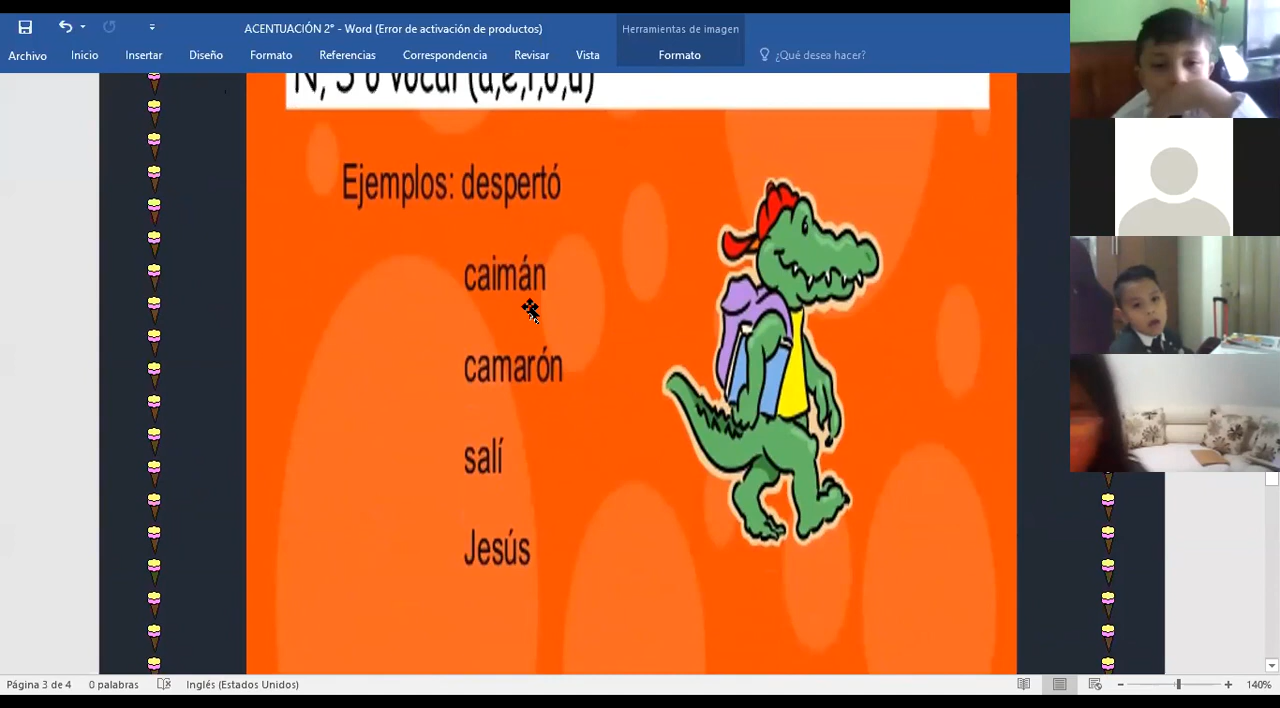 ACENTUACIÓN 2° - Word (Error de activación de productos)
Herramientas de imagen
Archivo Inicio Insertar Diseño Formato Referencias Correspondencia Revisar Vista Formato ¿Qué desea hacer?
N, S o vocal (a,e,i,o,u)
Ejemplos: despertó
caimán
camarón
salí
Jesús
Página 3 de 4 0 palabras Inglés (Estados Unidos) 140%